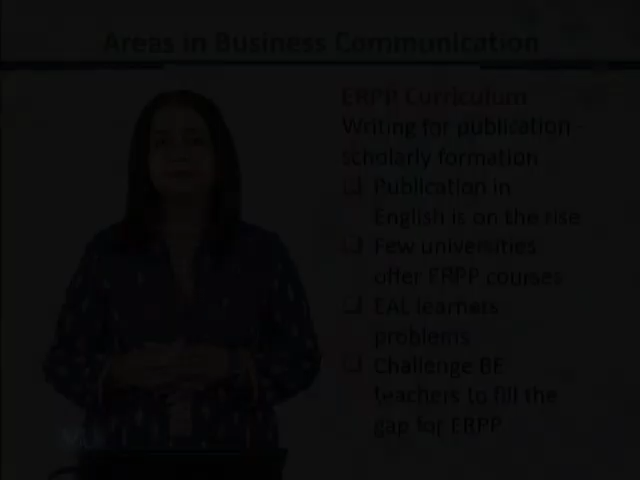 Areas in Business Communication
ERPP Curriculum
Writing for publication -
scholarly formation
❑ Publication in
English is on the rise
❑ Few universities
offer ERPP courses
❑ EAL learners
problems
❑ Challenge BE
teachers to fill the
gap for ERPP